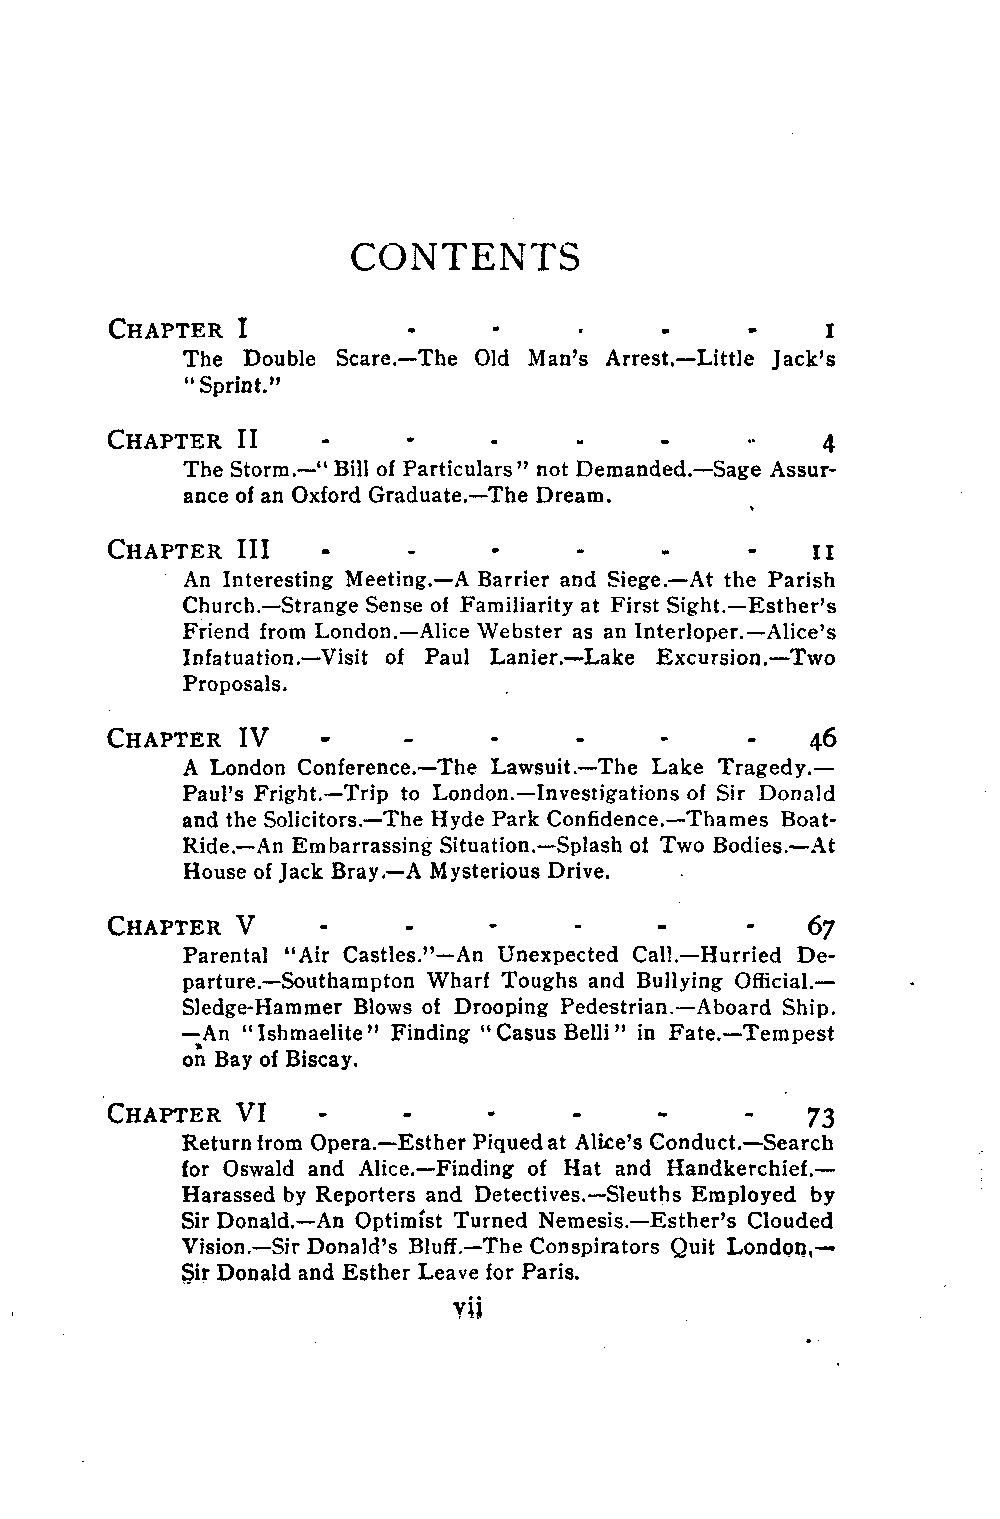 CONTENTS
CHAPTER I - - - - - 1
The Double Scare.—The Old Man's Arrest.—Little Jack's
"Sprint."
CHAPTER II - - - - - - 4
The Storm.—"Bill of Particulars" not Demanded.—Sage Assur-
ance of an Oxford Graduate.—The Dream.
CHAPTER III - - - - - - 11
An Interesting Meeting.—A Barrier and Siege.—At the Parish
Church.—Strange Sense of Familiarity at First Sight.—Esther's
Friend from London.—Alice Webster as an Interloper.—Alice's
Infatuation.—Visit of Paul Lanier.—Lake Excursion.—Two
Proposals.
CHAPTER IV - - - - - - 46
A London Conference.—The Lawsuit.—The Lake Tragedy.—
Paul's Fright.—Trip to London.—Investigations of Sir Donald
and the Solicitors.—The Hyde Park Confidence.—Thames Boat-
Ride.—An Embarrassing Situation.—Splash of Two Bodies.—At
House of Jack Bray.—A Mysterious Drive.
CHAPTER V - - - - - - 67
Parental "Air Castles."—An Unexpected Call.—Hurried De-
parture.—Southampton Wharf Toughs and Bullying Official.—
Sledge-Hammer Blows of Drooping Pedestrian.—Aboard Ship.
—An "Ishmaelite" Finding "Casus Belli" in Fate.—Tempest
on Bay of Biscay.
CHAPTER VI - - - - - - 73
Return from Opera.—Esther Piqued at Alice's Conduct.—Search
for Oswald and Alice.—Finding of Hat and Handkerchief.—
Harassed by Reporters and Detectives.—Sleuths Employed by
Sir Donald.—An Optimist Turned Nemesis.—Esther's Clouded
Vision.—Sir Donald's Bluff.—The Conspirators Quit London.—
Sir Donald and Esther Leave for Paris.
vii